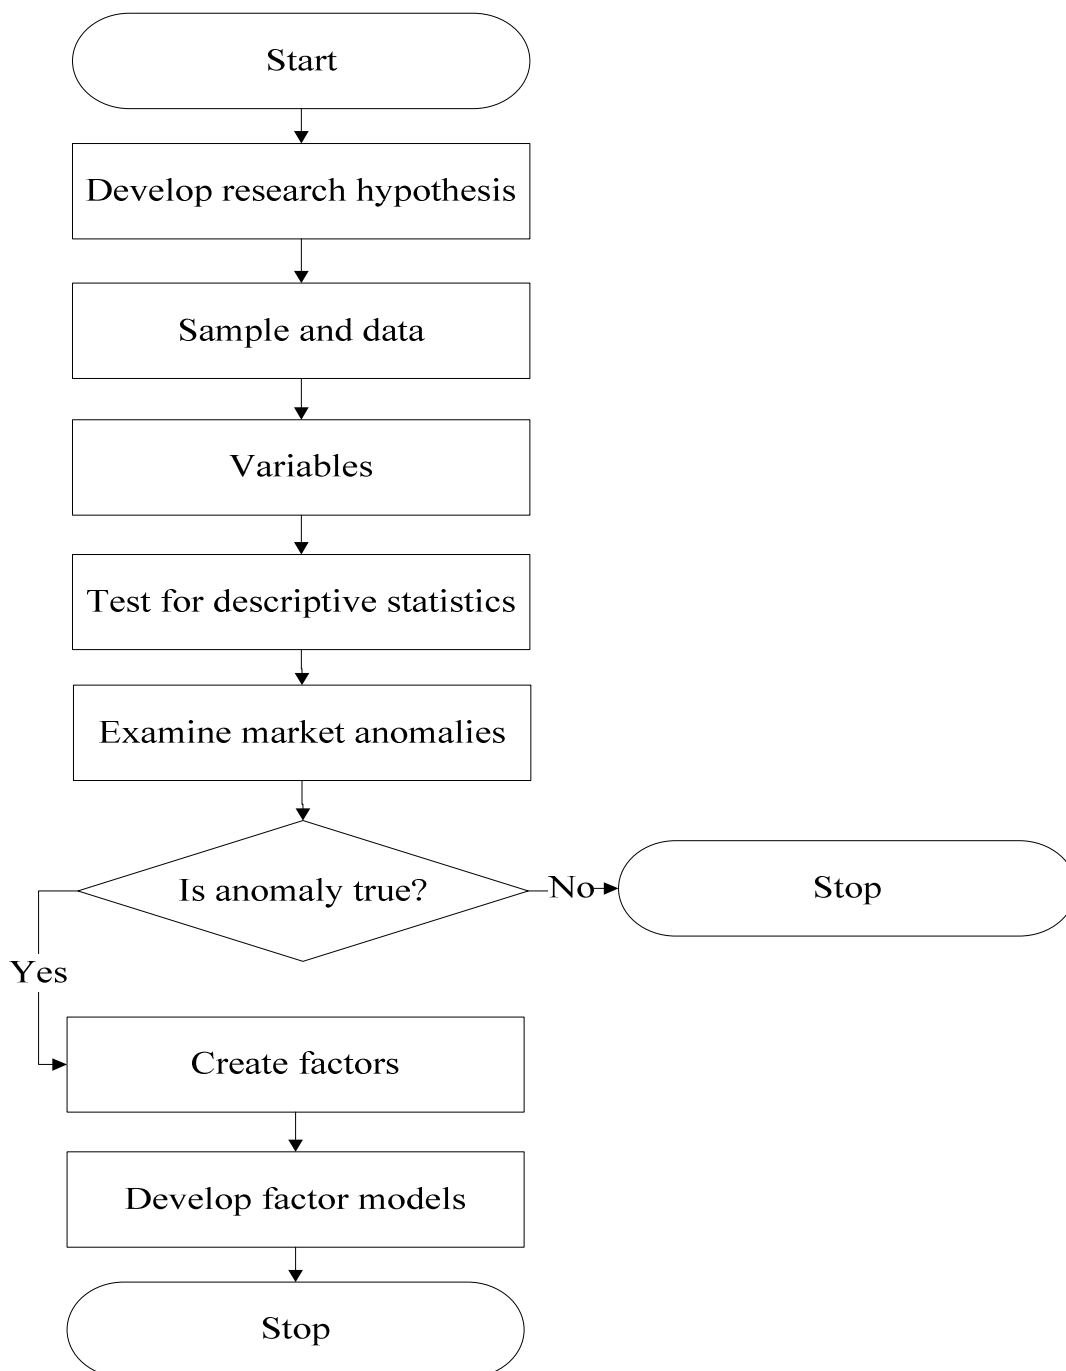 Start
Develop research hypothesis
Sample and data
Variables
Test for descriptive statistics
Examine market anomalies
Is anomaly true?
No
Stop
Yes
Create factors
Develop factor models
Stop